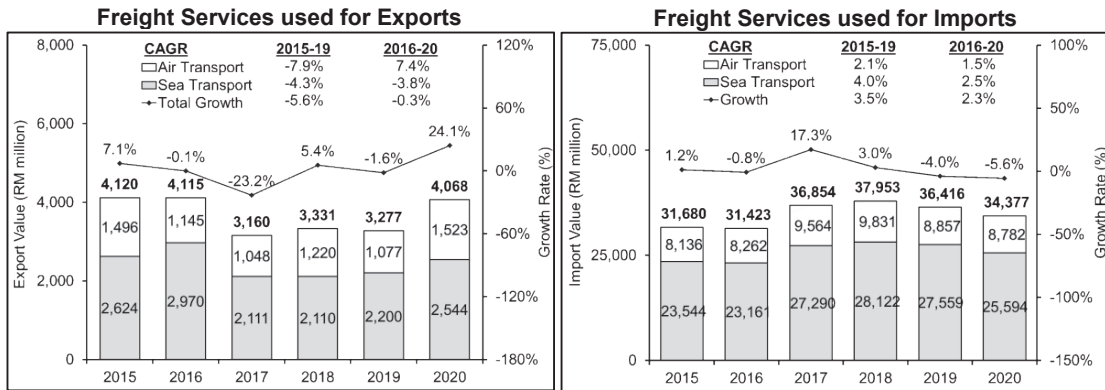 Freight Services used for Exports
CAGR 2015-19 2016-20
Air Transport -7.9% 7.4%
Sea Transport -4.3% -3.8%
Total Growth -5.6% -0.3%
Export Value (RM million)
8,000
6,000
4,000
2,000
0
Growth Rate (%)
120%
60%
0%
-60%
-120%
-180%
7.1% -0.1% -23.2% 5.4% -1.6% 24.1%
4,120 4,115 3,160 3,331 3,277 4,068
1,496 1,145 1,048 1,220 1,077 1,523
2,624 2,970 2,111 2,110 2,200 2,544
2015 2016 2017 2018 2019 2020
Freight Services used for Imports
CAGR 2015-19 2016-20
Air Transport 2.1% 1.5%
Sea Transport 4.0% 2.5%
Growth 3.5% 2.3%
Import Value (RM million)
75,000
50,000
25,000
0
Growth Rate (%)
100%
50%
0%
-50%
-100%
-150%
1.2% -0.8% 17.3% 3.0% -4.0% -5.6%
31,680 31,423 36,854 37,953 36,416 34,377
8,136 8,262 9,564 9,831 8,857 8,782
23,544 23,161 27,290 28,122 27,559 25,594
2015 2016 2017 2018 2019 2020